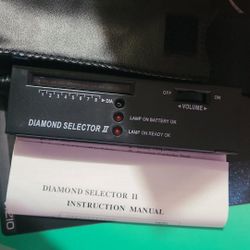 1 2 3 4 5 6 7 8 DIA
OFF ON
◄VOLUME►
LAMP ON BATTERY OK
DIAMOND SELECTOR II
LAMP ON READY OK
DIAMOND SELECTOR II
INSTRUCTION MANUAL